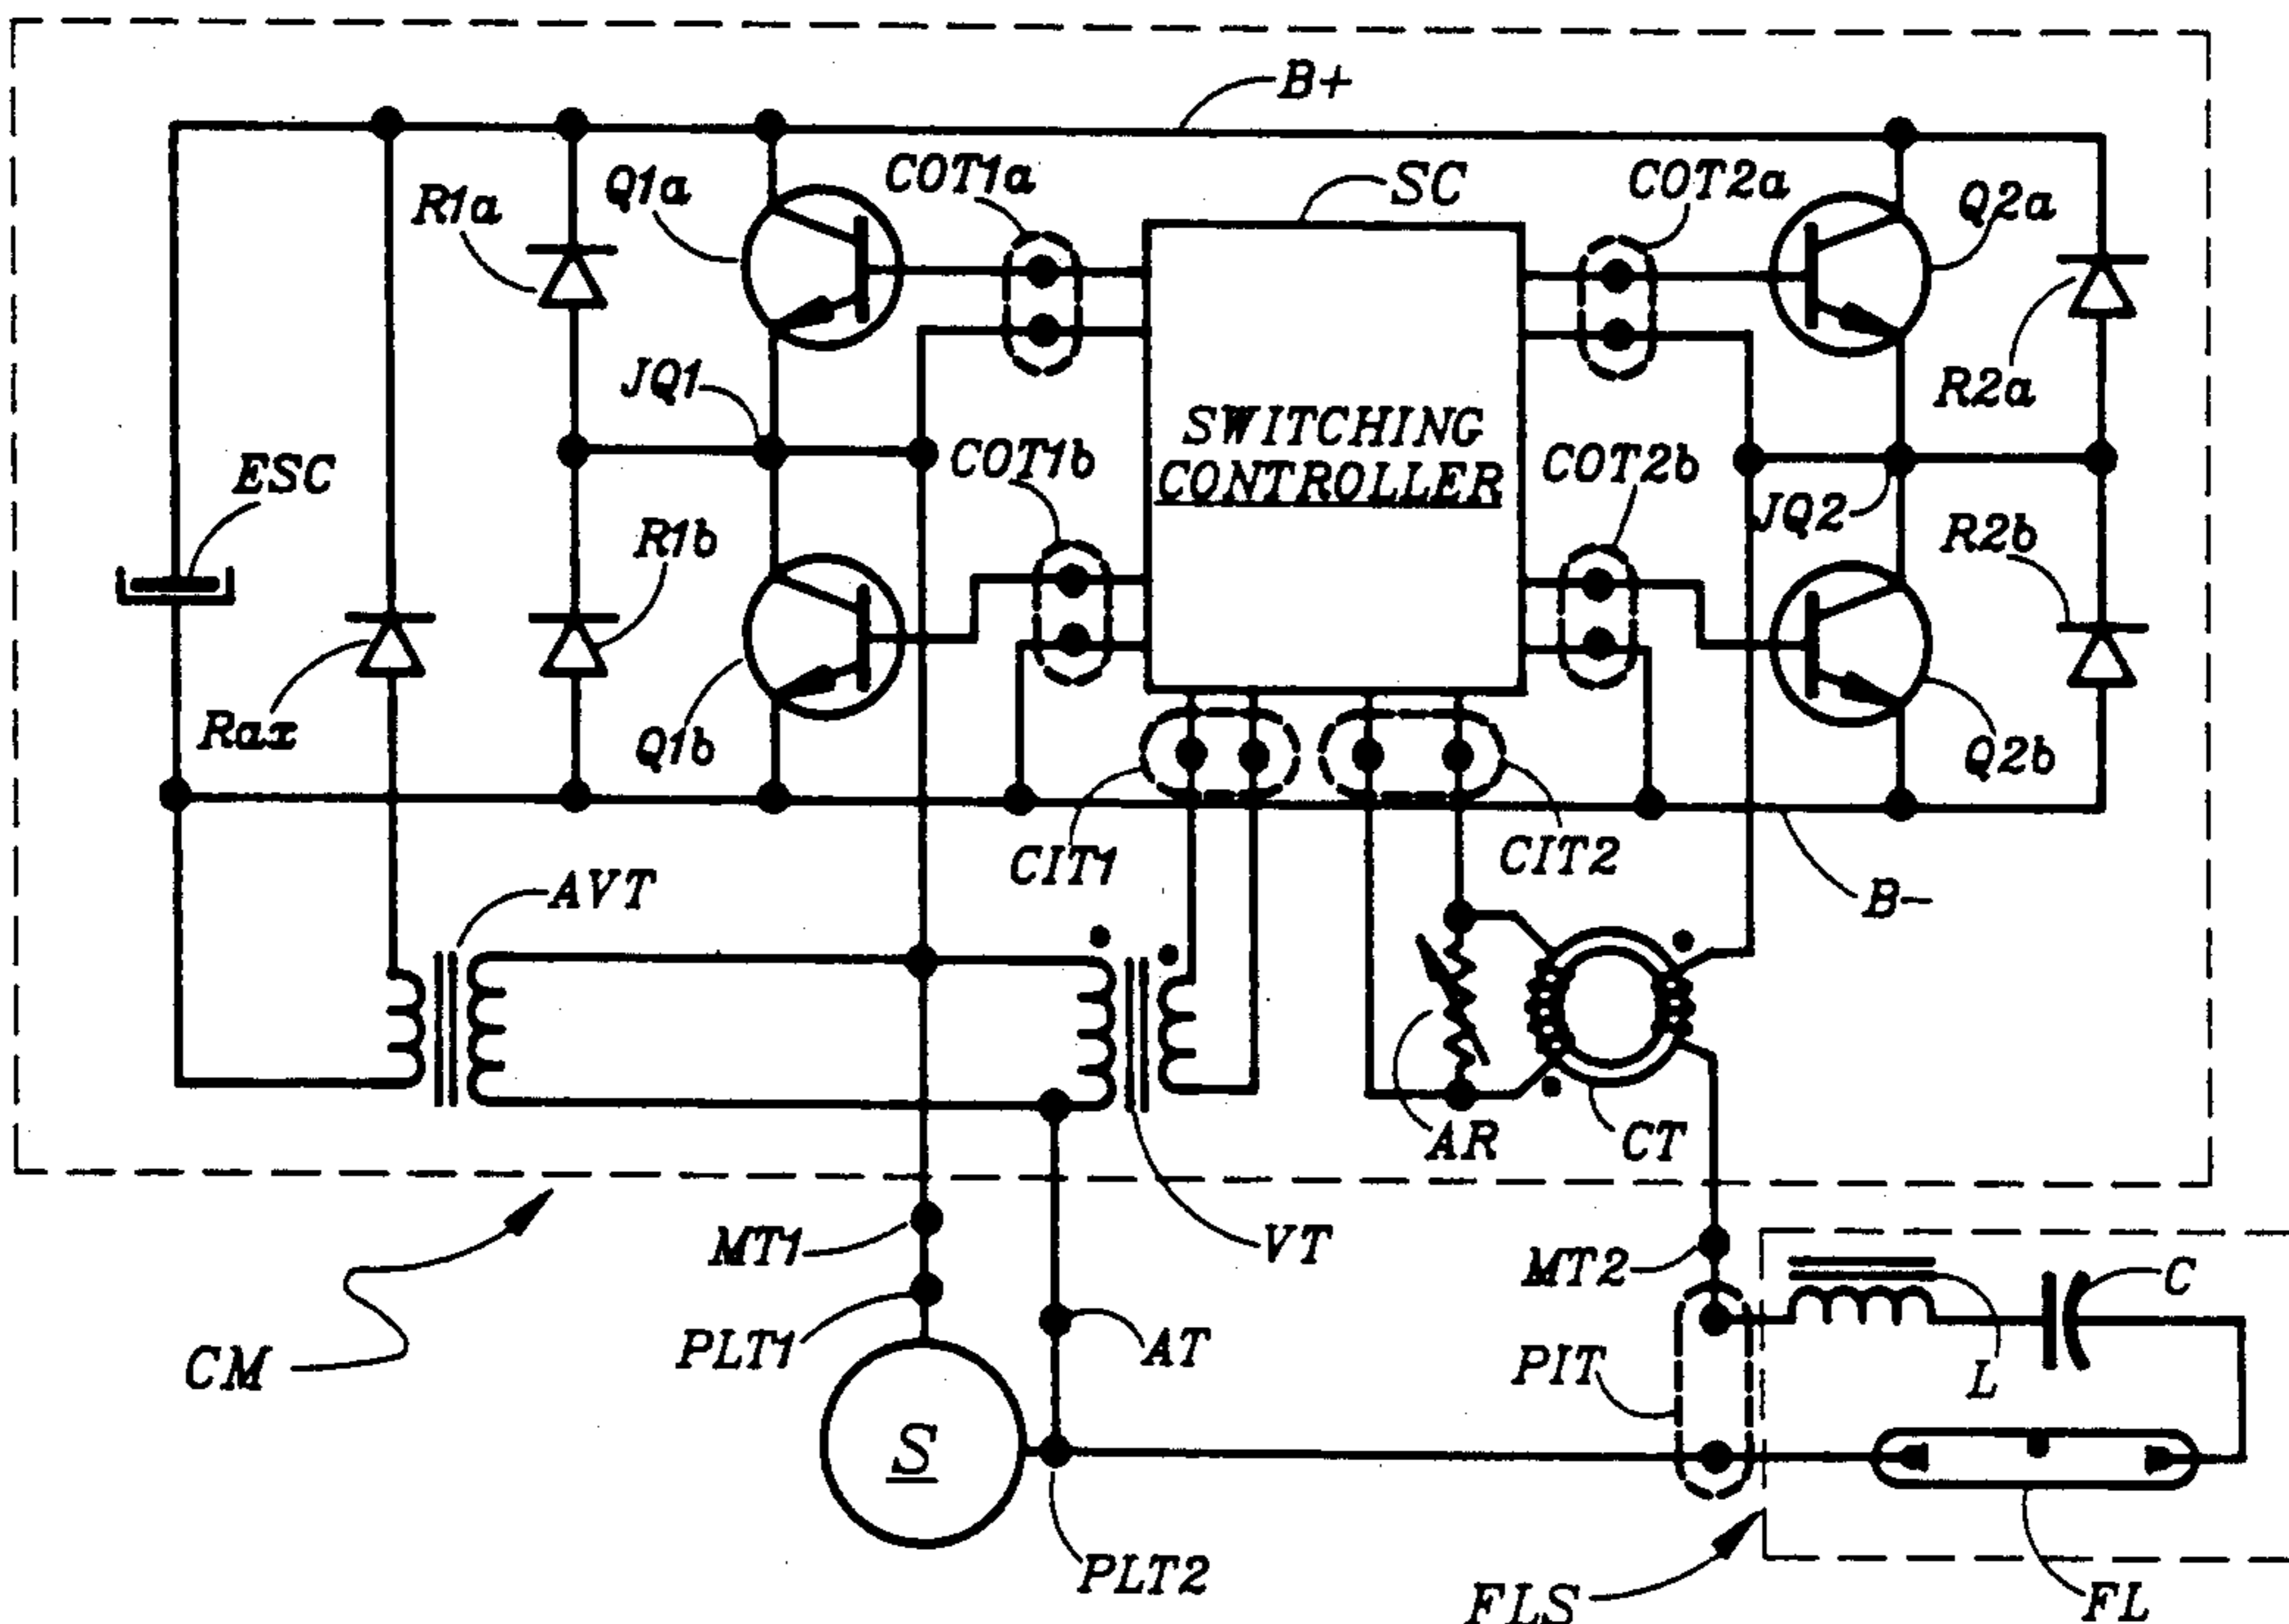 B+
COT1a
SC
COT2a
Q1a
R1a
Q2a
JQ1
R2a
SWITCHING
CONTROLLER
COT1b
COT2b
ESC
JQ2
R1b
R2b
Rax
Q1b
Q2b
CIT1
CIT2
AVT
B-
AR
CT
MT1
VT
MT2
C
PLT1
AT
CM
PIT
L
S
PLT2
FLS
FL